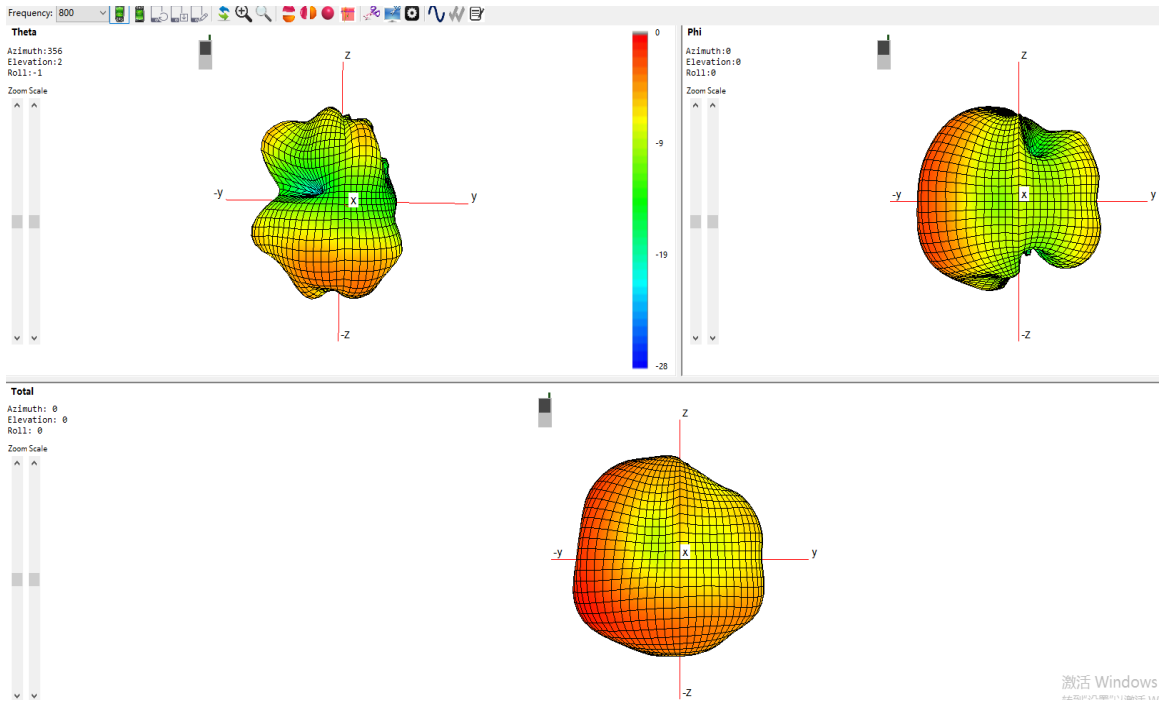 Frequency: 800
Theta
Azimuth:356
Elevation:2
Roll:-1
Zoom Scale
z
-y
x
y
-z
0
-9
-19
-28
Phi
Azimuth:0
Elevation:0
Roll:0
Zoom Scale
z
-y
x
y
-z
Total
Azimuth: 0
Elevation: 0
Roll: 0
Zoom Scale
z
-y
x
y
-z
激活 Windows